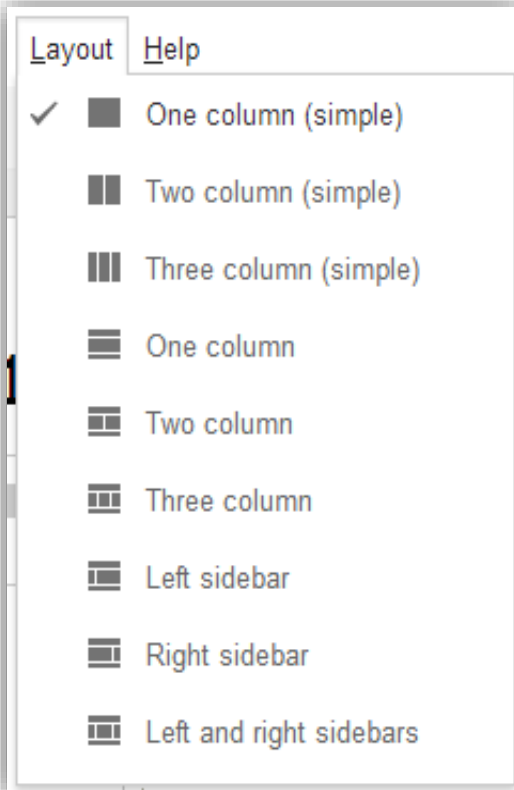 Layout Help
One column (simple)
Two column (simple)
Three column (simple)
One column
Two column
Three column
Left sidebar
Right sidebar
Left and right sidebars